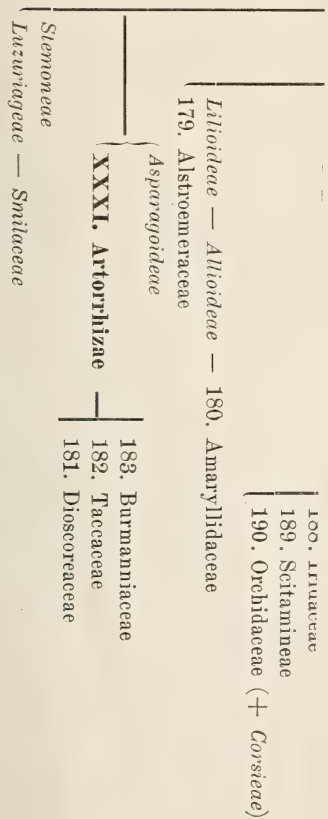 189. Scitamineae
190. Orchidaceae (+ Corsieae)
Lilioideae — Allioideae — 180. Amaryllidaceae
179. Alstroemeraceae
Asparagoideae
183. Burmanniaceae
XXXI. Artorrhizae — 182. Taccaceae
181. Dioscoreaceae
Stemoneae
Luzuriageae — Smilaceae